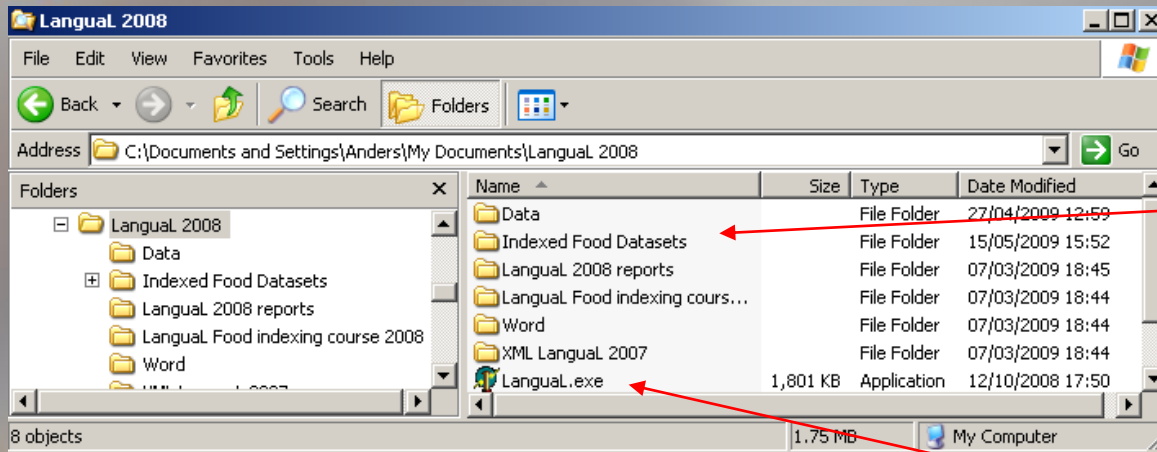 LanguaL 2008
File Edit View Favorites Tools Help
Back Search Folders
Address C:\Documents and Settings\Anders\My Documents\LanguaL 2008 Go
Folders
LanguaL 2008
Data
Indexed Food Datasets
LanguaL 2008 reports
LanguaL Food indexing course 2008
Word
Name Size Type Date Modified
Data File Folder 27/04/2009 12:59
Indexed Food Datasets File Folder 15/05/2009 15:52
LanguaL 2008 reports File Folder 07/03/2009 18:45
LanguaL Food indexing cours... File Folder 07/03/2009 18:44
Word File Folder 07/03/2009 18:44
XML LanguaL 2007 File Folder 07/03/2009 18:44
LanguaL.exe 1,801 KB Application 12/10/2008 17:50
8 objects 1.75 MB My Computer